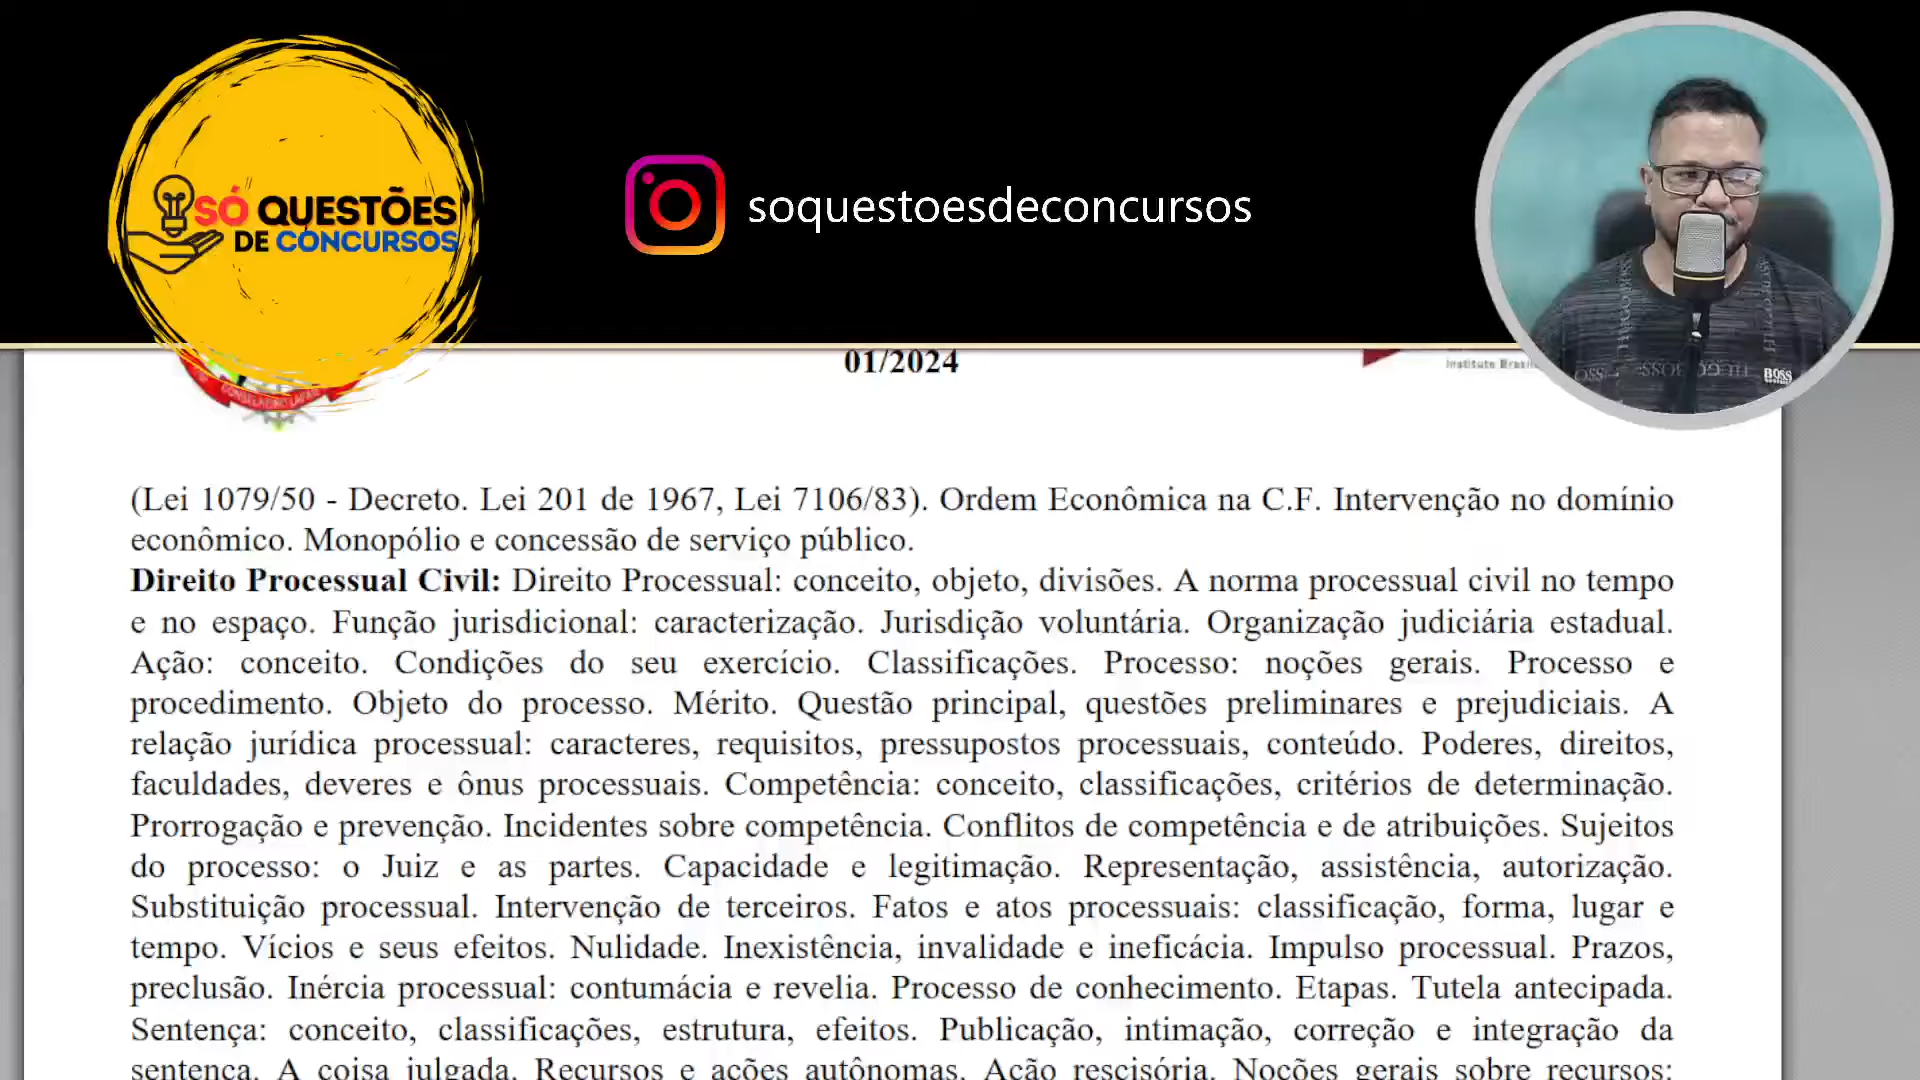 SÓ QUESTÕES
DE CONCURSOS
soquestoesdeconcursos
01/2024
BOSS
(Lei 1079/50 - Decreto. Lei 201 de 1967, Lei 7106/83). Ordem Econômica na C.F. Intervenção no domínio
econômico. Monopólio e concessão de serviço público.
Direito Processual Civil: Direito Processual: conceito, objeto, divisões. A norma processual civil no tempo
e no espaço. Função jurisdicional: caracterização. Jurisdição voluntária. Organização judiciária estadual.
Ação: conceito. Condições do seu exercício. Classificações. Processo: noções gerais. Processo e
procedimento. Objeto do processo. Mérito. Questão principal, questões preliminares e prejudiciais. A
relação jurídica processual: caracteres, requisitos, pressupostos processuais, conteúdo. Poderes, direitos,
faculdades, deveres e ônus processuais. Competência: conceito, classificações, critérios de determinação.
Prorrogação e prevenção. Incidentes sobre competência. Conflitos de competência e de atribuições. Sujeitos
do processo: o Juiz e as partes. Capacidade e legitimação. Representação, assistência, autorização.
Substituição processual. Intervenção de terceiros. Fatos e atos processuais: classificação, forma, lugar e
tempo. Vícios e seus efeitos. Nulidade. Inexistência, invalidade e ineficácia. Impulso processual. Prazos,
preclusão. Inércia processual: contumácia e revelia. Processo de conhecimento. Etapas. Tutela antecipada.
Sentença: conceito, classificações, estrutura, efeitos. Publicação, intimação, correção e integração da
sentença. A coisa julgada. Recursos e ações autônomas. Ação rescisória. Noções gerais sobre recursos: